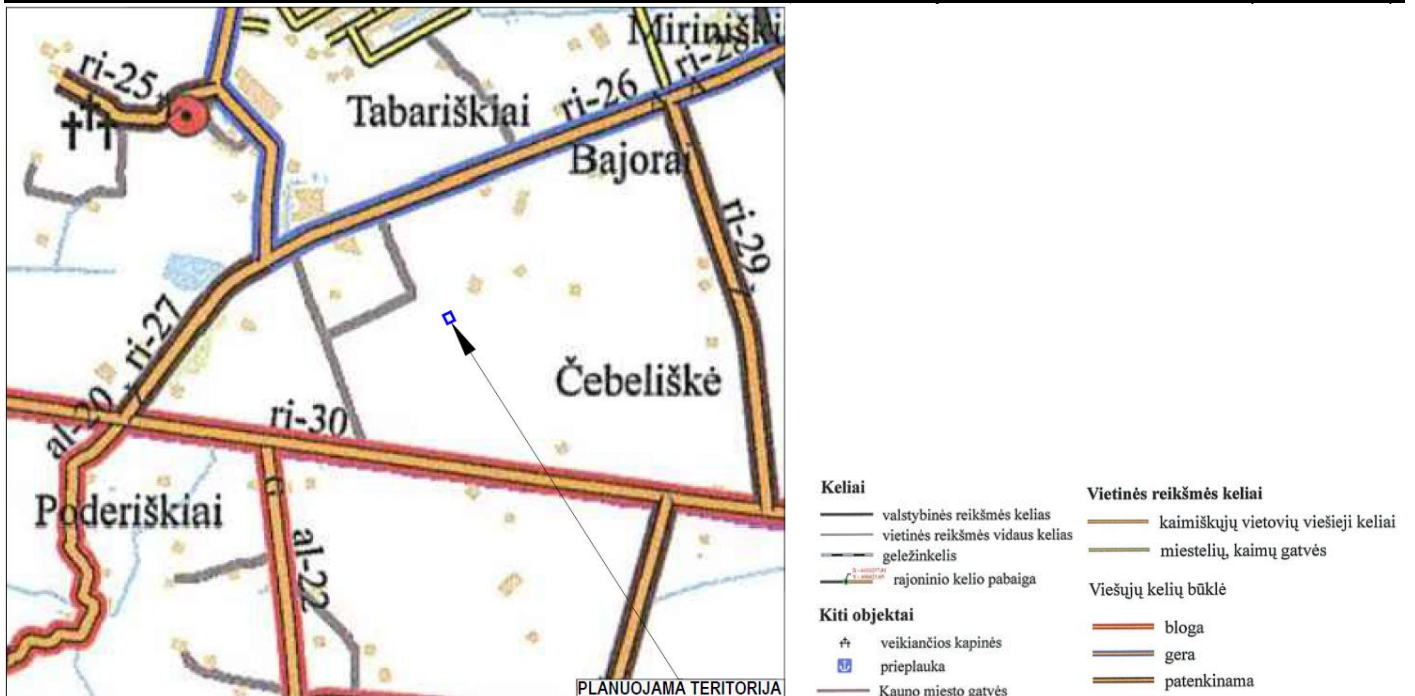 Miriniški
ri-25
ri-28
ri-26
Tabariškiai
Bajorai
ri-29
ri-27
Čebeliškė
al-20
ri-30
Poderiškiai
G
al-22
PLANUOJAMA TERITORIJA
Keliai
valstybinės reikšmės kelias
vietinės reikšmės vidaus kelias
geležinkelis
rajoninio kelio pabaiga
Kiti objektai
veikiančios kapinės
prieplauka
Kauno miesto gatvės
Vietinės reikšmės keliai
kaimiškųjų vietovių viešieji keliai
miestelių, kaimų gatvės
Viešųjų kelių būklė
bloga
gera
patenkinama